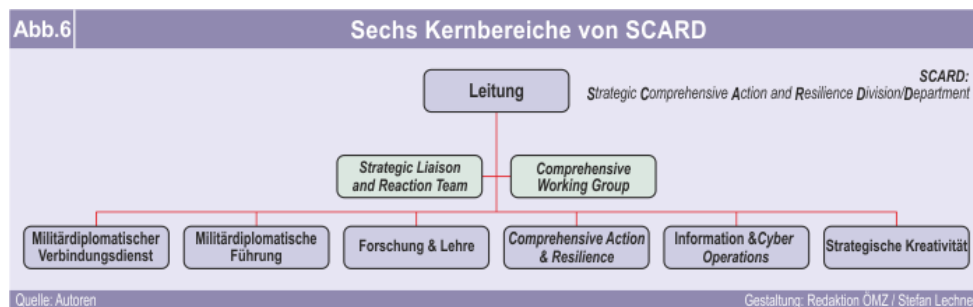 Abb.6
Sechs Kernbereiche von SCARD
Leitung
SCARD:
Strategic Comprehensive Action and Resilience Division/Department
Strategic Liaison
and Reaction Team
Comprehensive
Working Group
Militärdiplomatischer
Verbindungsdienst
Militärdiplomatische
Führung
Forschung & Lehre
Comprehensive Action
& Resilience
Information &Cyber
Operations
Strategische Kreativität
Quelle: Autoren
Gestaltung: Redaktion ÖMZ / Stefan Lechner